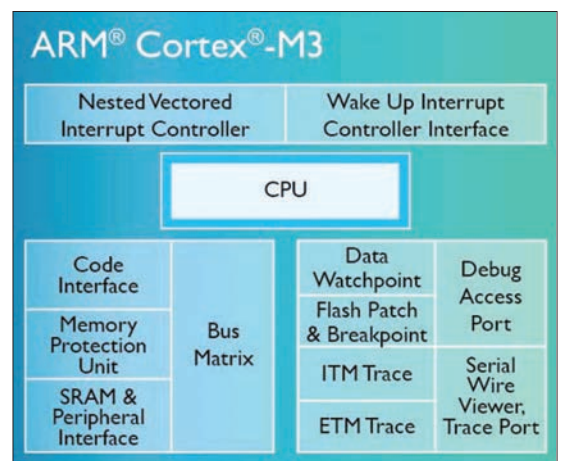 ARM® Cortex®-M3
Nested Vectored
Interrupt Controller
Wake Up Interrupt
Controller Interface
CPU
Code
Interface
Memory
Protection
Unit
SRAM &
Peripheral
Interface
Bus
Matrix
Data
Watchpoint
Flash Patch
& Breakpoint
ITM Trace
ETM Trace
Debug
Access
Port
Serial
Wire
Viewer,
Trace Port